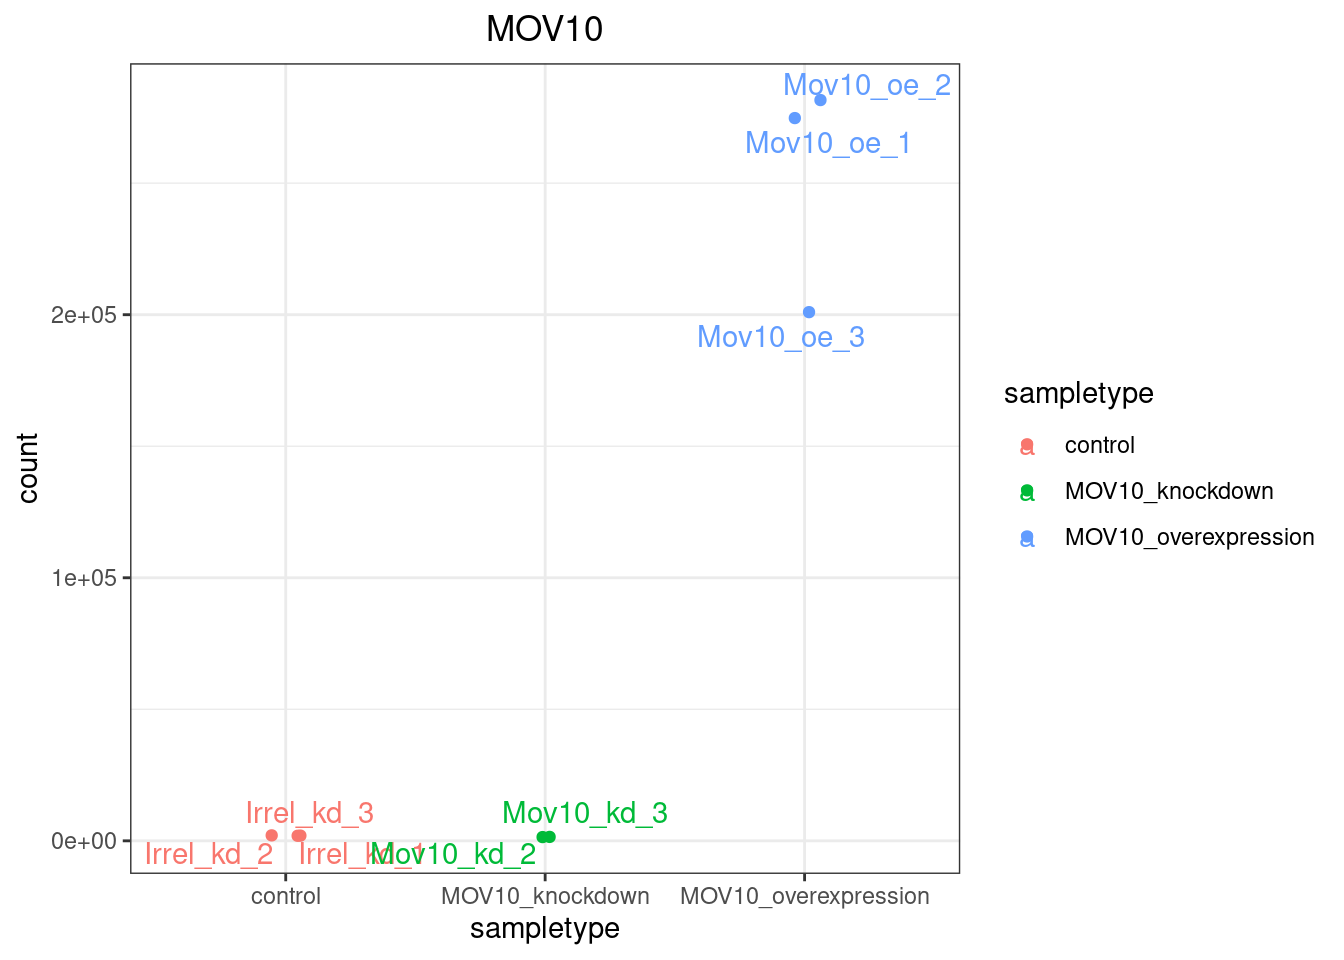 MOV10
Mov10_oe_2
Mov10_oe_1
2e+05
Mov10_oe_3
sampletype
count
control
MOV10_knockdown
MOV10_overexpression
1e+05
Irrel_kd_3
Mov10_kd_3
0e+00
Irrel_kd_2
Irrel_kd_1
Mov10_kd_2
control
MOV10_knockdown
MOV10_overexpression
sampletype
a
a
a